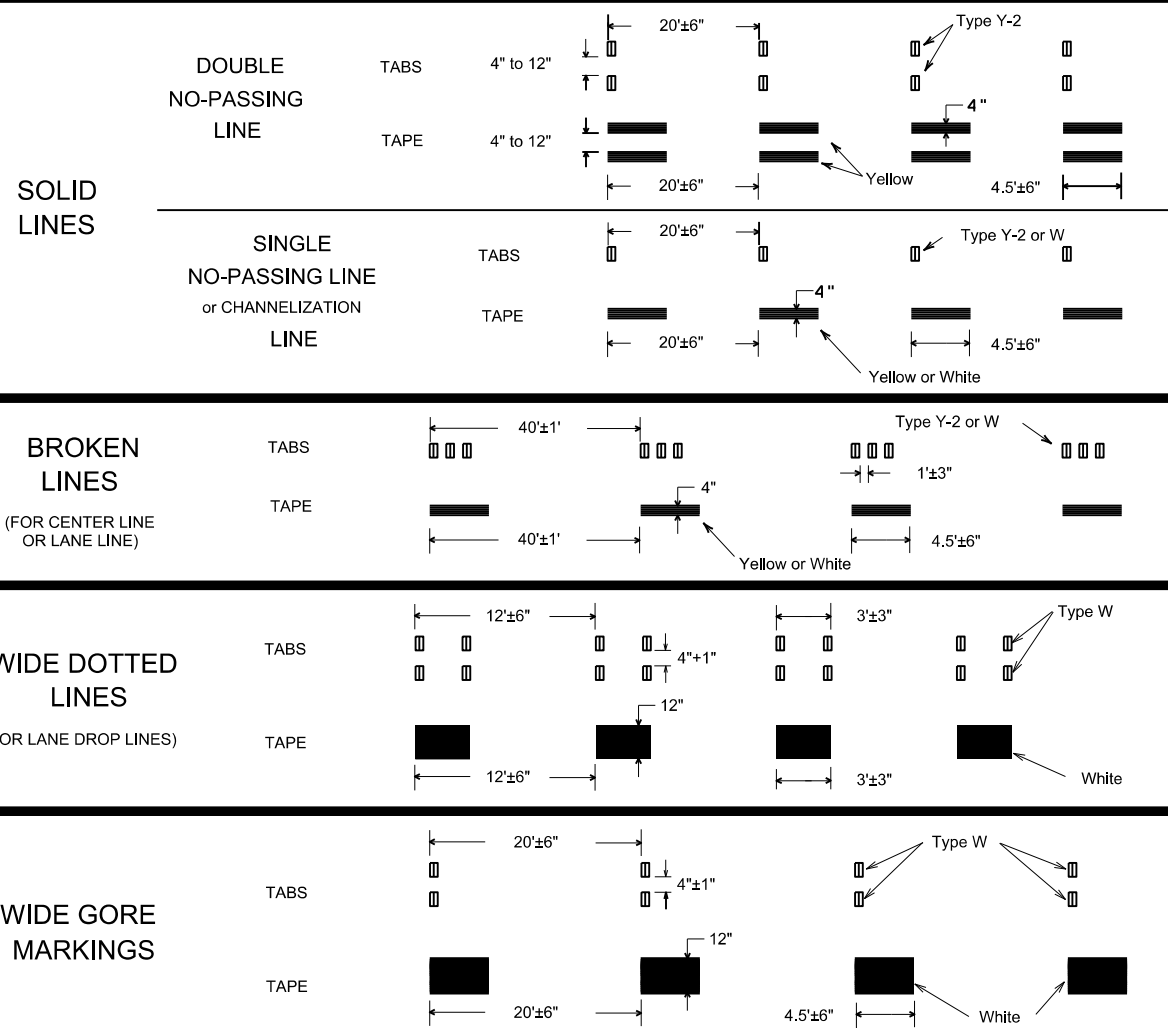 SOLID
LINES
DOUBLE
NO-PASSING
LINE
TABS
4" to 12"
20'±6"
Type Y-2
TAPE
4" to 12"
4"
Yellow
20'±6"
4.5'±6"
SINGLE
NO-PASSING LINE
or CHANNELIZATION
LINE
TABS
20'±6"
Type Y-2 or W
TAPE
4"
20'±6"
4.5'±6"
Yellow or White
BROKEN
LINES
(FOR CENTER LINE
OR LANE LINE)
TABS
40'±1'
Type Y-2 or W
1'±3"
TAPE
4"
40'±1'
4.5'±6"
Yellow or White
WIDE DOTTED
LINES
OR LANE DROP LINES)
TABS
12'±6"
3'±3"
Type W
4"+1"
TAPE
12"
12'±6"
3'±3"
White
WIDE GORE
MARKINGS
TABS
20'±6"
4"±1"
Type W
TAPE
12"
20'±6"
4.5'±6"
White